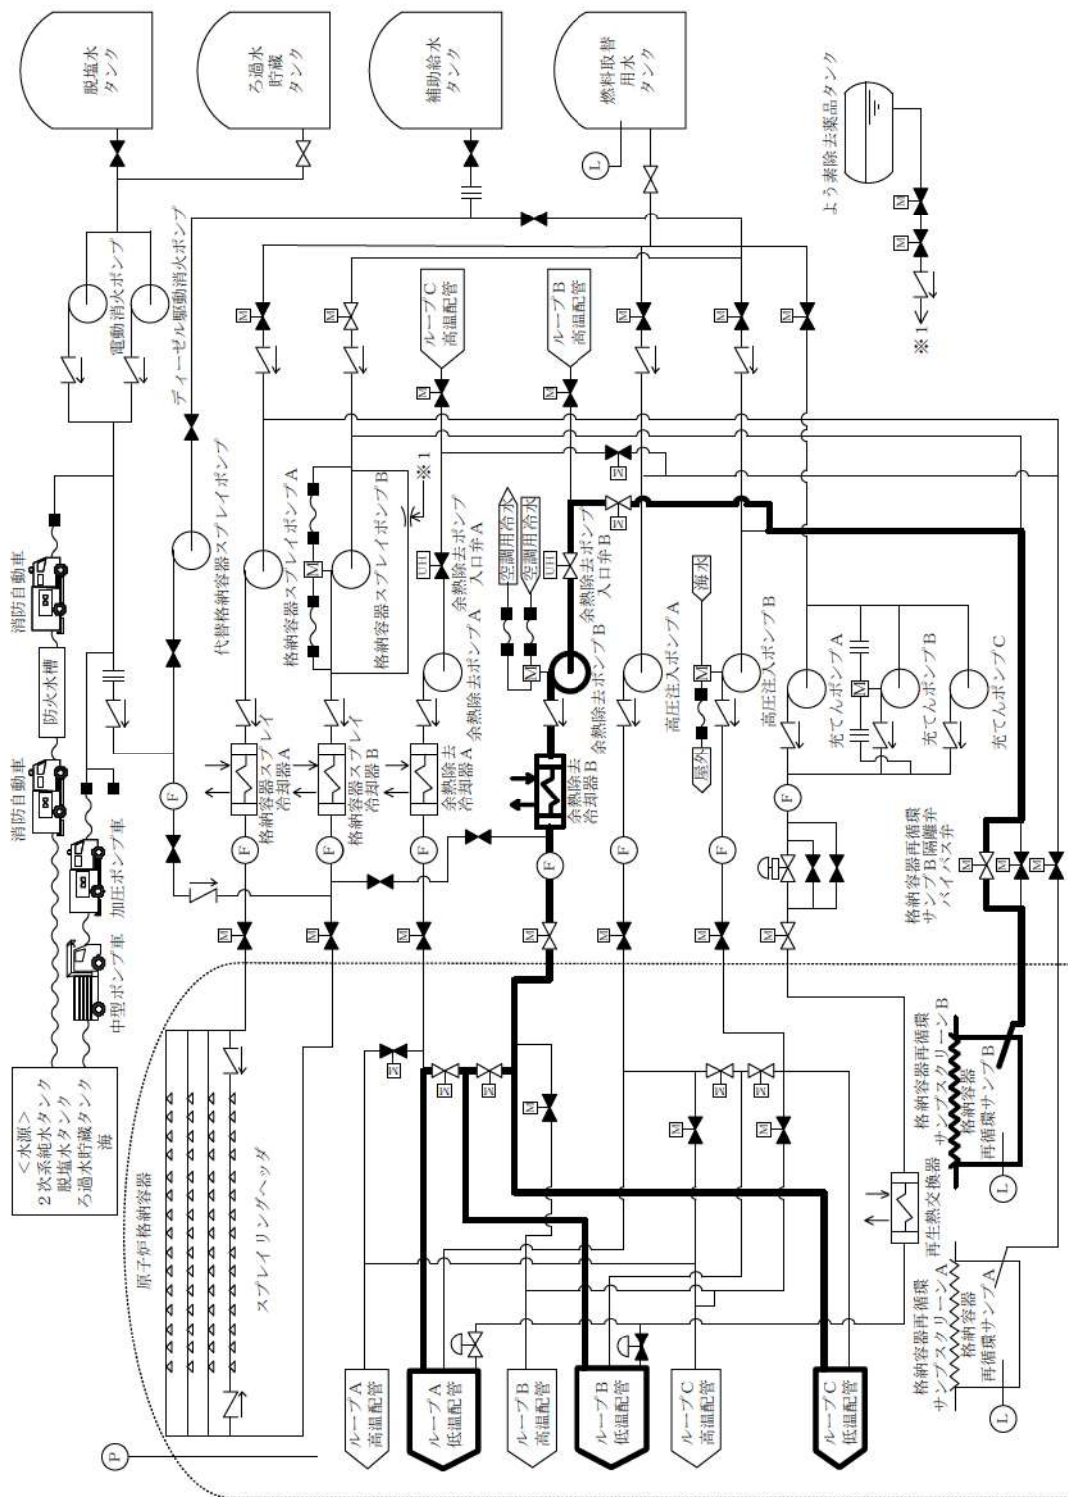 脱塩水
タンク
ろ過水
貯蔵
タンク
補助給水
タンク
燃料取替
用水
タンク
よう素除去薬品タンク
L
M
M
※1
電動消火ポンプ
ディーゼル駆動消火ポンプ
M
M
ループC
高温配管
M
ループB
高温配管
M
M
M
M
消防自動車
防火水槽
消防自動車
加圧ポンプ車
中型ポンプ車
<水源>
2次系純水タンク
脱塩水タンク
ろ過水貯蔵タンク
海
代替格納容器スプレイポンプ
格納容器スプレイポンプA
M
格納容器スプレイポンプB
※1
UH
余熱除去ポンプ
入口弁A
余熱除去ポンプA
空調用冷水
空調用冷水
UH
余熱除去ポンプ
入口弁B
M
余熱除去ポンプB
M
M
高圧注入ポンプA
海水
M
屋外
高圧注入ポンプB
充てんポンプA
M
充てんポンプB
充てんポンプC
F
格納容器スプレイ
冷却器A
格納容器スプレイ
冷却器B
余熱除去
冷却器A
余熱除去
冷却器B
F
F
F
F
F
F
F
格納容器再循環
サンプB隔離弁
バイパス弁
M
M
M
M
M
M
M
M
M
M
原子炉格納容器
スプレイリングヘッダ
M
M
M
M
M
M
M
M
P
ループA
高温配管
ループA
低温配管
ループB
高温配管
ループB
低温配管
ループC
高温配管
ループC
低温配管
再生熱交換器
格納容器再循環
サンプスクリーンB
格納容器
再循環サンプB
L
格納容器再循環
サンプスクリーンA
格納容器
再循環サンプA
L